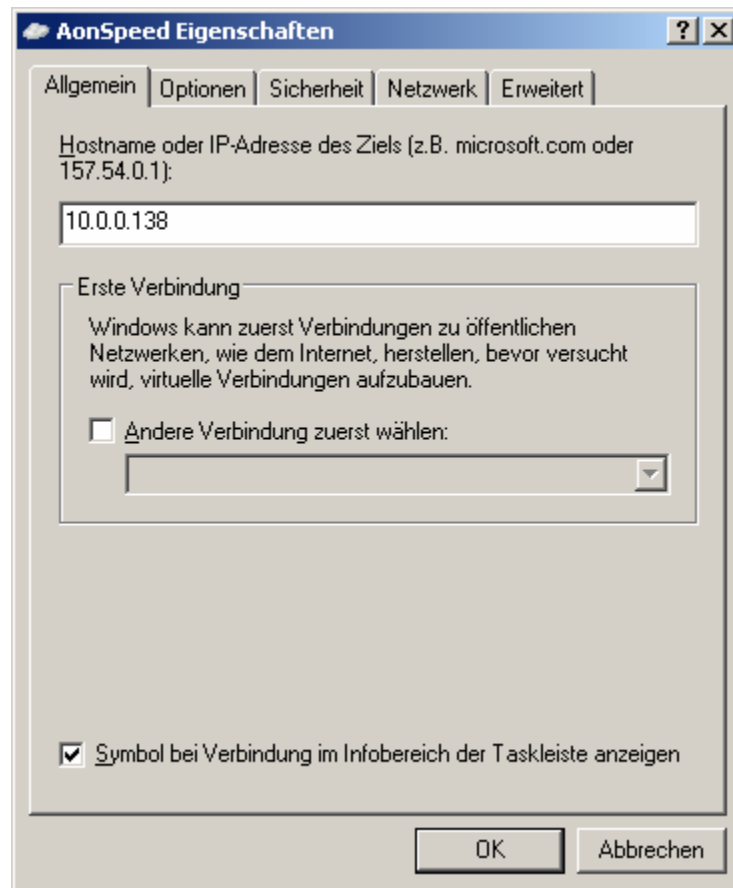 AonSpeed Eigenschaften
Allgemein Optionen Sicherheit Netzwerk Erweitert
Hostname oder IP-Adresse des Ziels (z.B. microsoft.com oder
157.54.0.1):
10.0.0.138
Erste Verbindung
Windows kann zuerst Verbindungen zu öffentlichen
Netzwerken, wie dem Internet, herstellen, bevor versucht
wird, virtuelle Verbindungen aufzubauen.
Andere Verbindung zuerst wählen:
Symbol bei Verbindung im Infobereich der Taskleiste anzeigen
OK Abbrechen